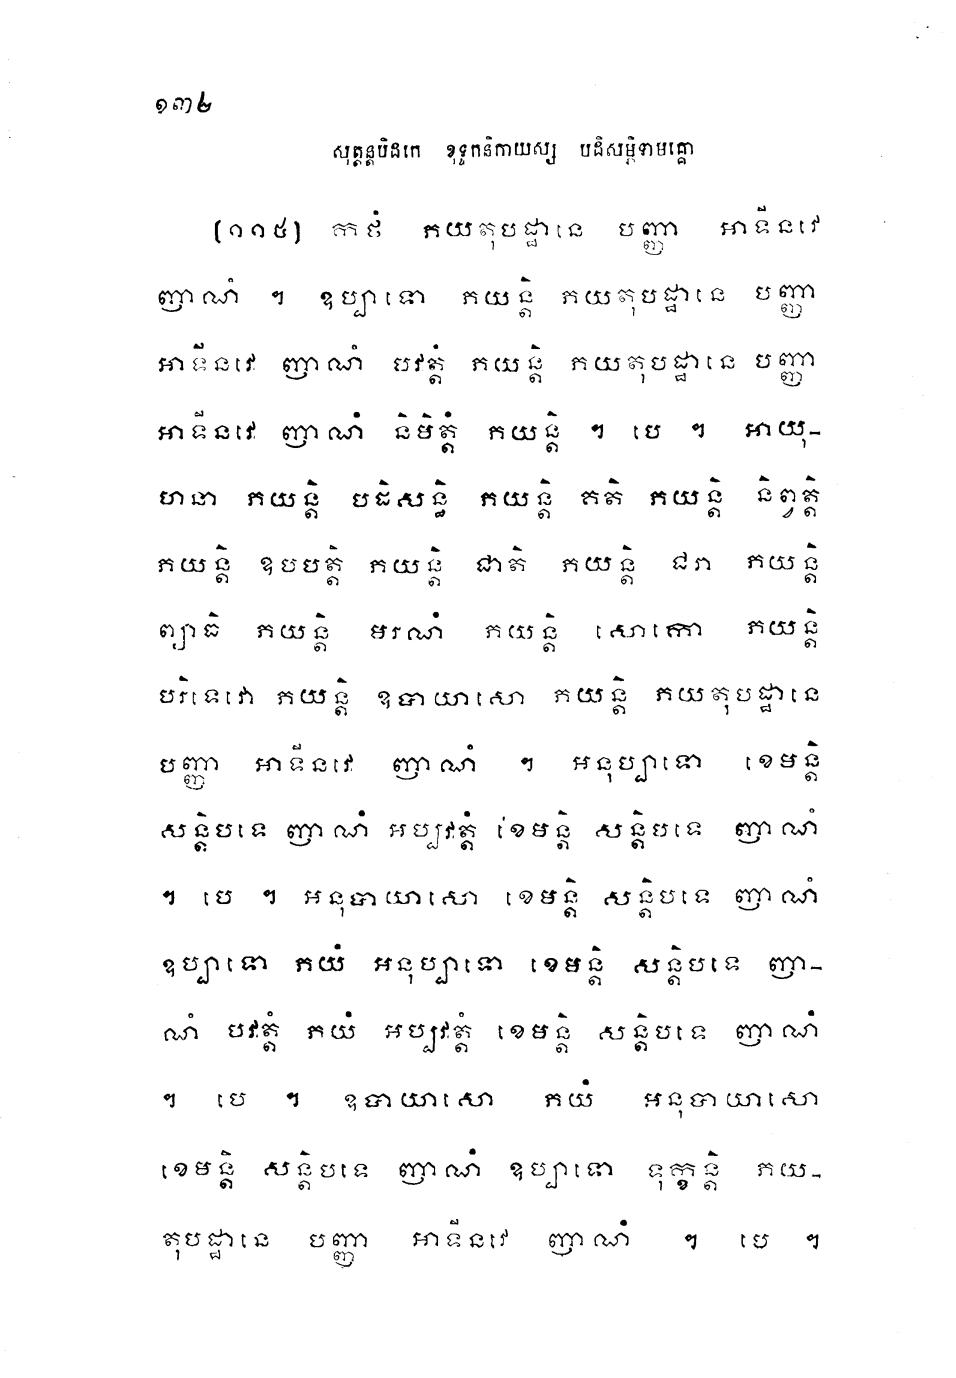 ១៣២
សុត្តន្តបិដកេ ខុទ្ទកនិកាយស្ស បដិសម្ភិទាមគ្គោ
(១១៥) កថំ ភយតុបដ្ឋានេ បញ្ញា អាទីនវេ
ញាណំ ។ ឧប្បាទោ ភយន្តិ ភយតុបដ្ឋានេ បញ្ញា
អាទីនវេ ញាណំ បវត្តំ ភយន្តិ ភយតុបដ្ឋានេ បញ្ញា
អាទីនវេ ញាណំ និមិត្តំ ភយន្តិ ។ បេ ។ អាយុ-
ហនា ភយន្តិ បដិសន្ធិ ភយន្តិ គតិ ភយន្តិ និព្វត្តិ
ភយន្តិ ឧបបត្តិ ភយន្តិ ជាតិ ភយន្តិ ជរា ភយន្តិ
ព្យាធិ ភយន្តិ មរណំ ភយន្តិ សោកោ ភយន្តិ
បរិទេវោ ភយន្តិ ឧបាយាសោ ភយន្តិ ភយតុបដ្ឋានេ
បញ្ញា អាទីនវេ ញាណំ ។ អនុប្បាទោ ខេមន្តិ
សន្តិបទេ ញាណំ អប្បវត្តំ ខេមន្តិ សន្តិបទេ ញាណំ
។ បេ ។ អនុបាយាសោ ខេមន្តិ សន្តិបទេ ញាណំ
ឧប្បាទោ ភយំ អនុប្បាទោ ខេមន្តិ សន្តិបទេ ញា-
ណំ បវត្តំ ភយំ អប្បវត្តំ ខេមន្តិ សន្តិបទេ ញាណំ
។ បេ ។ ឧបាយាសោ ភយំ អនុបាយាសោ
ខេមន្តិ សន្តិបទេ ញាណំ ឧប្បាទោ ទុក្ខន្តិ ភយ-
តុបដ្ឋានេ បញ្ញា អាទីនវេ ញាណំ ។ បេ ។